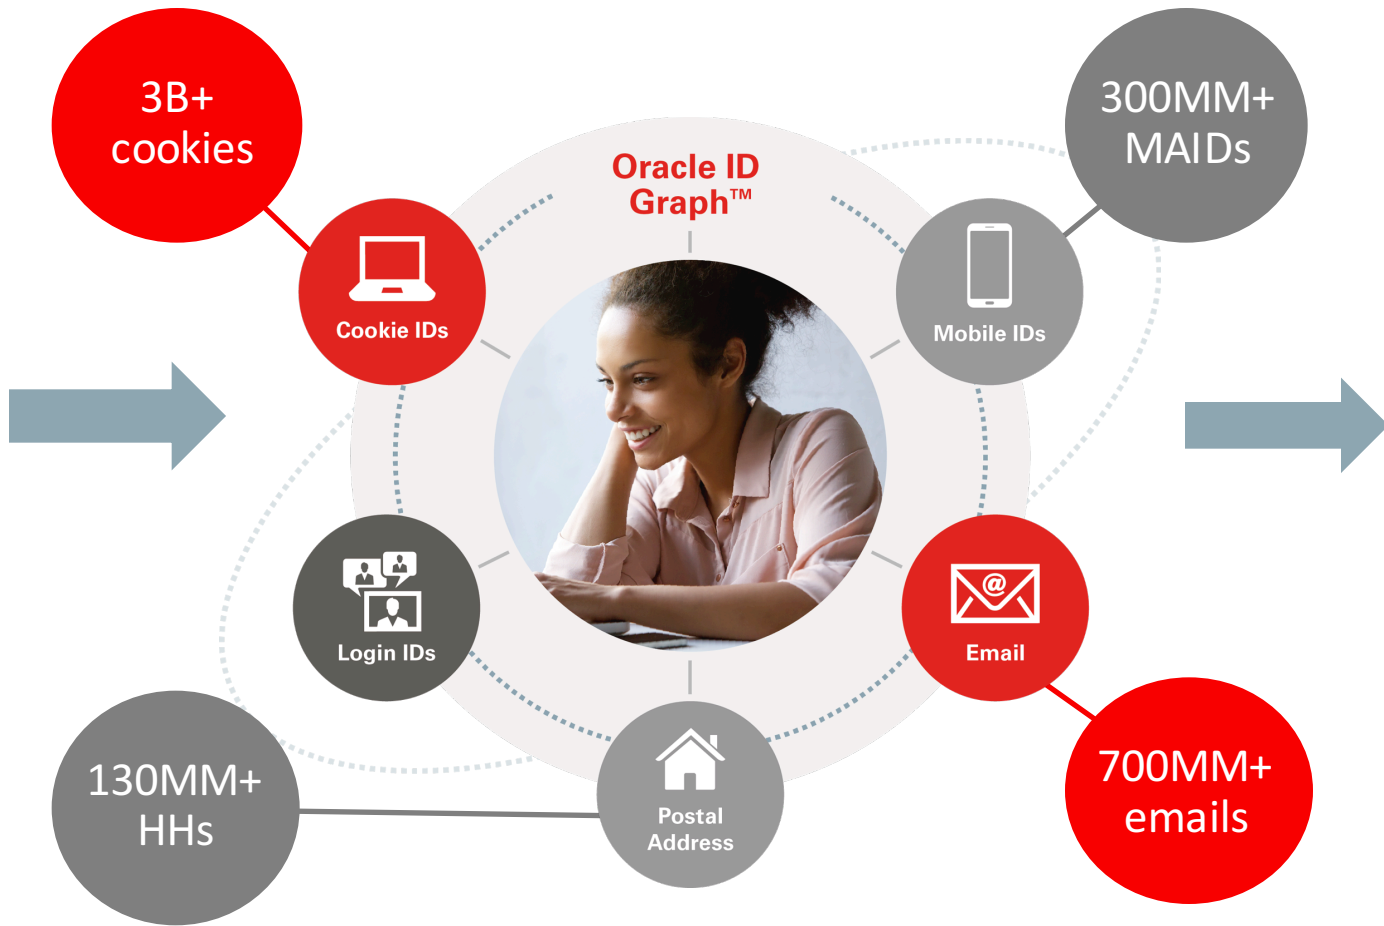 3B+
cookies
300MM+
MAIDs
Oracle ID
Graph™
Cookie IDs
Mobile IDs
@
Login IDs
Email
Postal
Address
130MM+
HHs
700MM+
emails